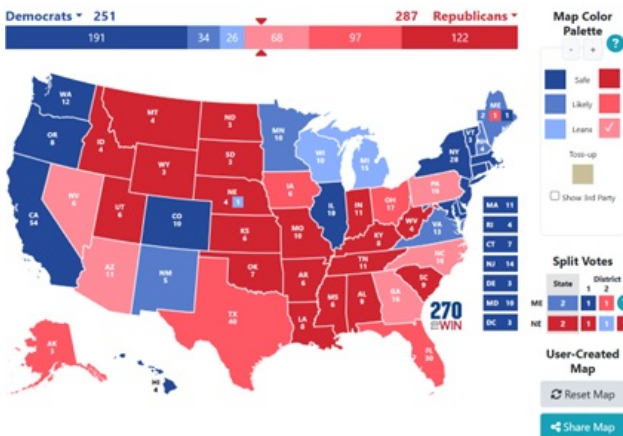 Democrats 251
287 Republicans
191 34 26 68 97 122
Map Color
Palette
- + ?
Safe
Likely
Leans
Toss-up
Show 3rd Party
WA
12
OR
8
CA
54
NV
6
ID
4
MT
4
WY
3
UT
6
AZ
11
CO
10
NM
5
ND
3
SD
3
NE
4 1
KS
6
OK
7
TX
40
MN
10
IA
6
MO
10
AR
6
LA
8
WI
10
IL
19
MI
15
IN
11
OH
17
KY
8
TN
11
MS
6
AL
9
GA
16
FL
30
SC
9
NC
16
VA
13
WV
4
PA
19
NY
28
VT
3
NH
4
ME
2 1 1
AK
3
HI
4
MA 11
RI 4
CT 7
NJ 14
DE 3
MD 10
DC 3
270
TO
WIN
Split Votes
State District
1 2
ME 2 1 1
NE 2 1 1
User-Created
Map
Reset Map
Share Map